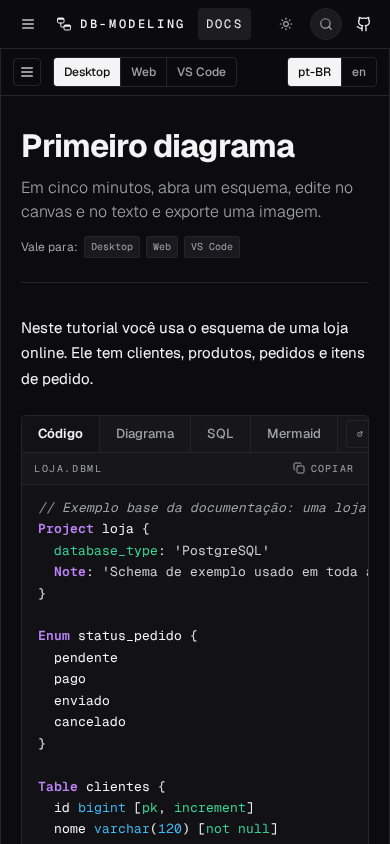 DB-MODELING DOCS
Desktop Web VS Code pt-BR en
Primeiro diagrama
Em cinco minutos, abra um esquema, edite no
canvas e no texto e exporte uma imagem.
Vale para: Desktop Web VS Code
Neste tutorial você usa o esquema de uma loja
online. Ele tem clientes, produtos, pedidos e itens
de pedido.
Código Diagrama SQL Mermaid
LOJA.DBML COPIAR
// Exemplo base da documentação: uma loja
Project loja {
  database_type: 'PostgreSQL'
  Note: 'Schema de exemplo usado em toda
}
Enum status_pedido {
  pendente
  pago
  enviado
  cancelado
}
Table clientes {
  id bigint [pk, increment]
  nome varchar(120) [not null]